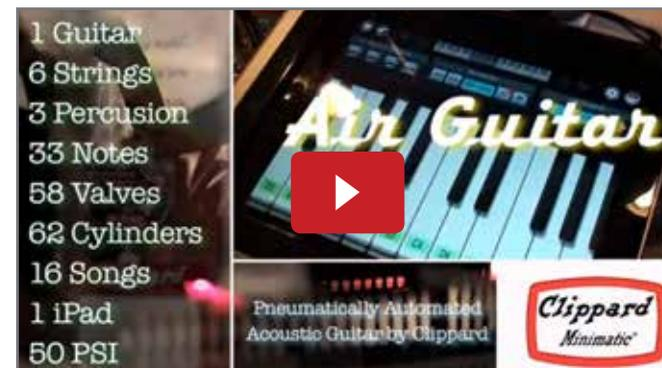 1 Guitar
6 Strings
3 Percusion
33 Notes
58 Valves
62 Cylinders
16 Songs
1 iPad
50 PSI
Air Guitar
Pneumatically Automated
Acoustic Guitar by Clippard
Clippard
Minimatic®